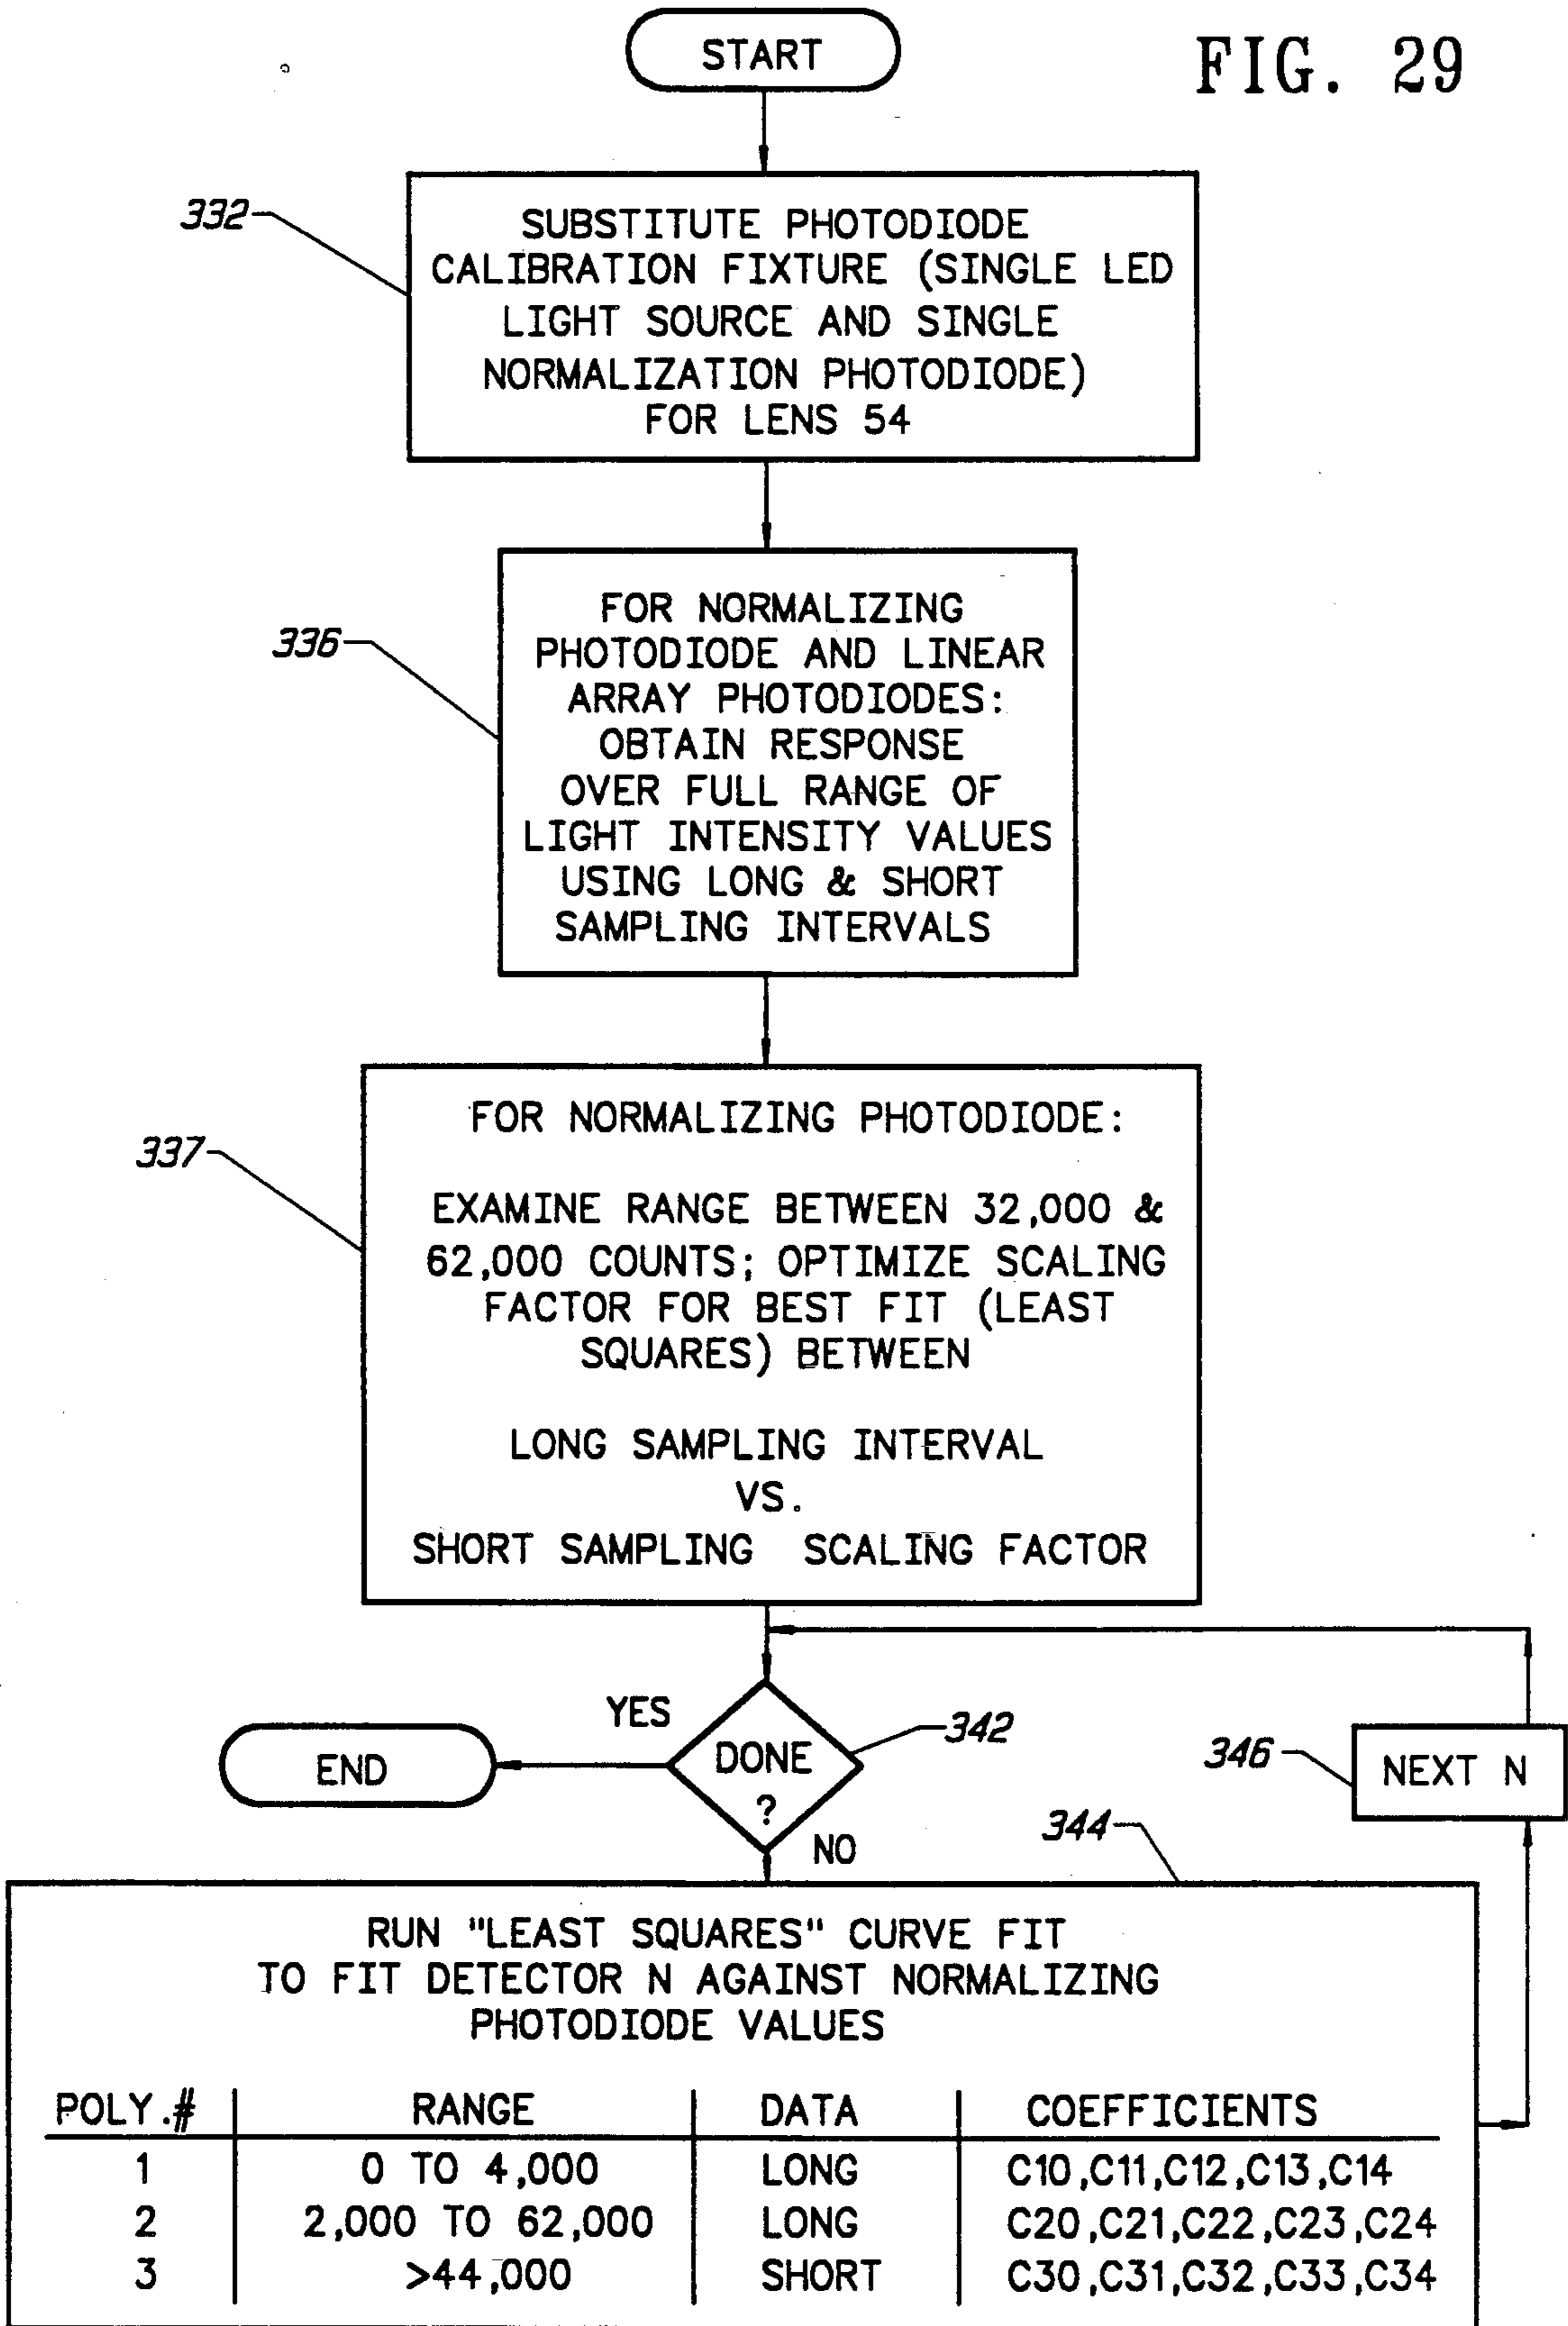 START
FIG. 29
332
SUBSTITUTE PHOTODIODE
CALIBRATION FIXTURE (SINGLE LED
LIGHT SOURCE AND SINGLE
NORMALIZATION PHOTODIODE)
FOR LENS 54
336
FOR NORMALIZING
PHOTODIODE AND LINEAR
ARRAY PHOTODIODES:
OBTAIN RESPONSE
OVER FULL RANGE OF
LIGHT INTENSITY VALUES
USING LONG & SHORT
SAMPLING INTERVALS
337
FOR NORMALIZING PHOTODIODE:
EXAMINE RANGE BETWEEN 32,000 &
62,000 COUNTS; OPTIMIZE SCALING
FACTOR FOR BEST FIT (LEAST
SQUARES) BETWEEN
LONG SAMPLING INTERVAL
VS.
SHORT SAMPLING SCALING FACTOR
YES
END
DONE
?
342
346
NEXT N
NO
344
RUN "LEAST SQUARES" CURVE FIT
TO FIT DETECTOR N AGAINST NORMALIZING
PHOTODIODE VALUES
POLY.# RANGE DATA COEFFICIENTS
1 0 TO 4,000 LONG C10,C11,C12,C13,C14
2 2,000 TO 62,000 LONG C20,C21,C22,C23,C24
3 >44,000 SHORT C30,C31,C32,C33,C34